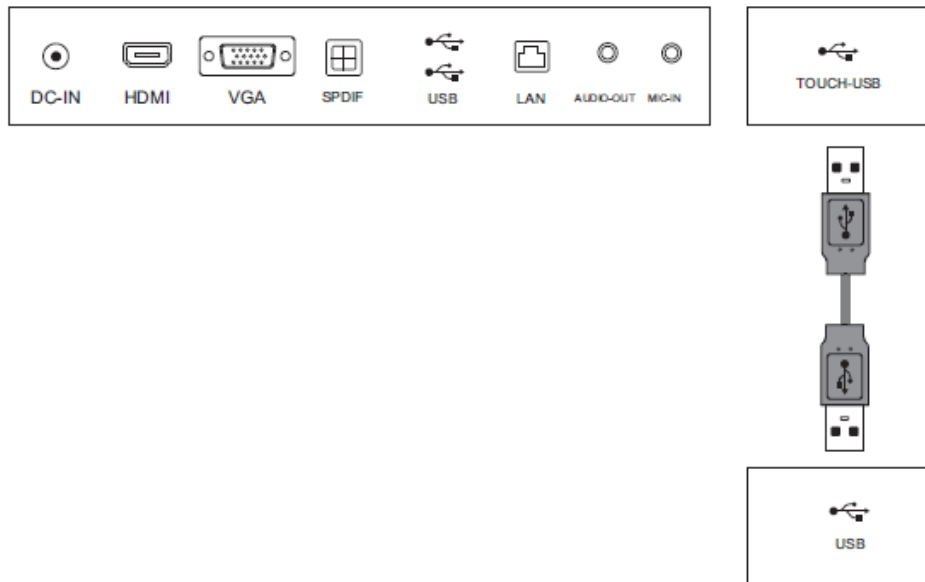 DC-IN HDMI VGA SPDIF USB LAN AUDIO-OUT MIC-IN
TOUCH-USB
USB